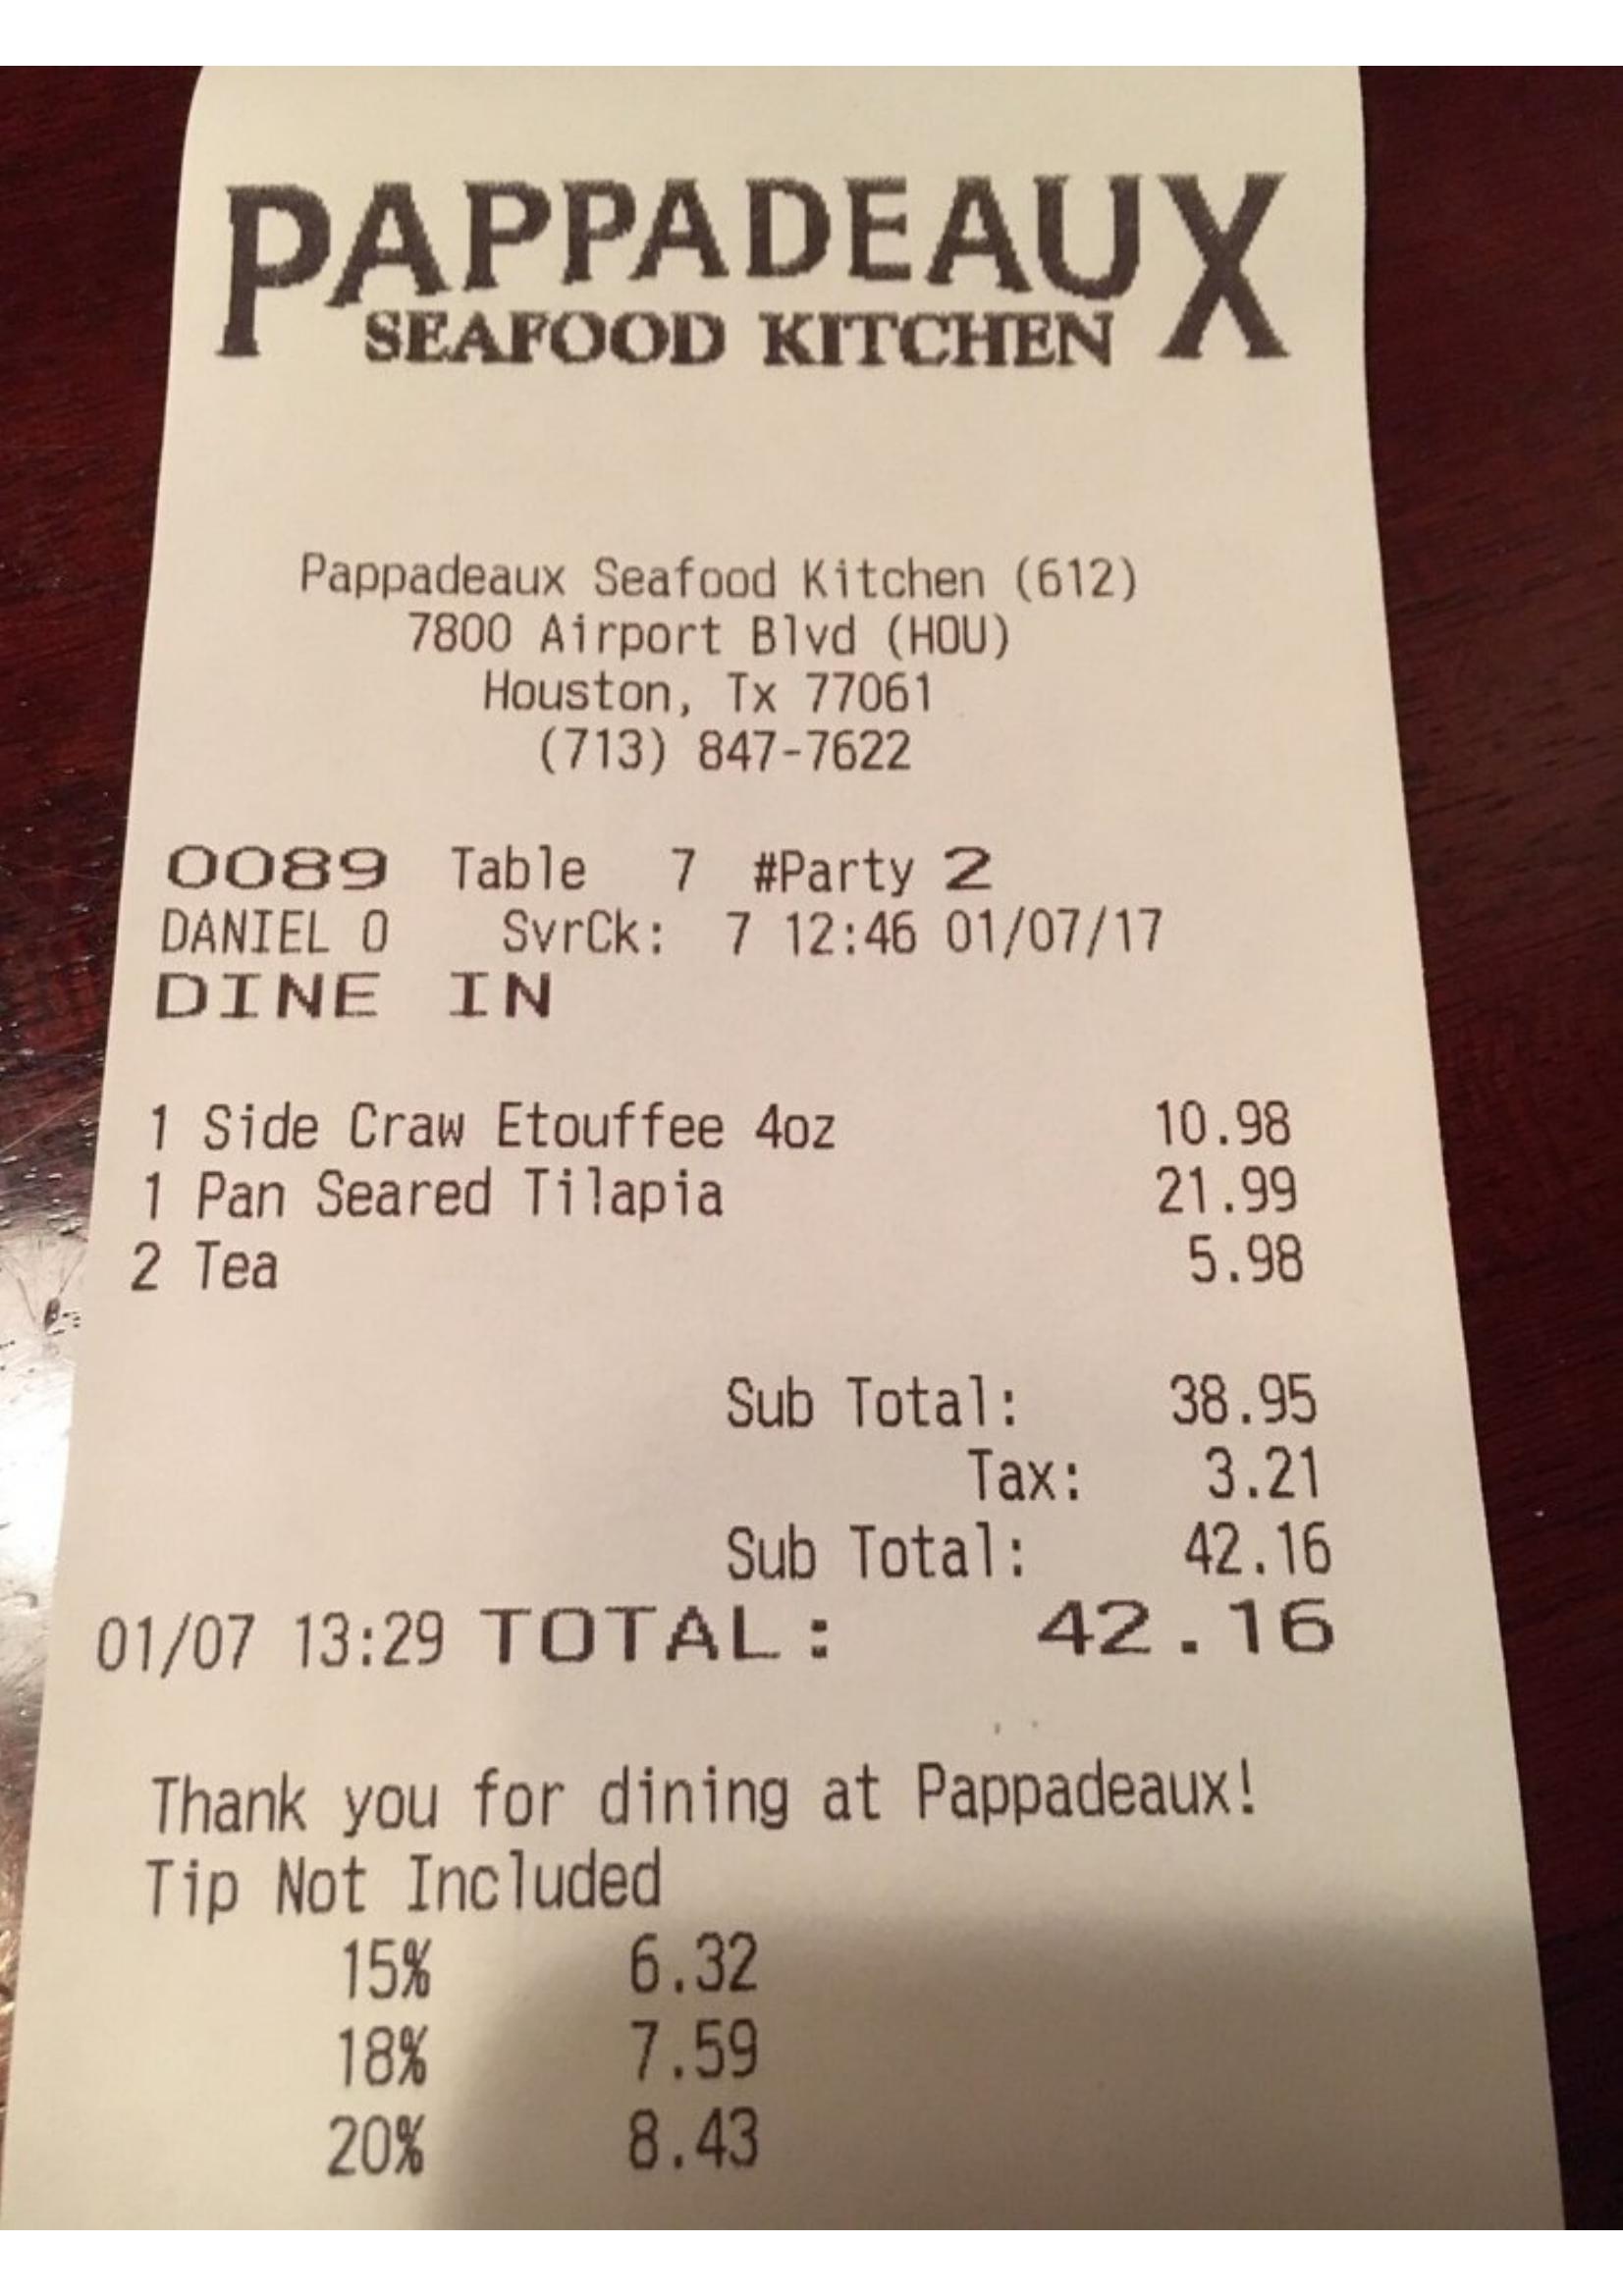 PAPPADEAUX
SEAFOOD KITCHEN
Pappadeaux Seafood Kitchen (612)
7800 Airport Blvd (HOU)
Houston, Tx 77061
(713) 847-7622
0089 Table 7 #Party 2
DANIEL O SvrCk: 7 12:46 01/07/17
DINE IN
1 Side Craw Etouffee 4oz 10.98
1 Pan Seared Tilapia 21.99
2 Tea 5.98
Sub Total: 38.95
Tax: 3.21
Sub Total: 42.16
01/07 13:29 TOTAL: 42.16
Thank you for dining at Pappadeaux!
Tip Not Included
15% 6.32
18% 7.59
20% 8.43